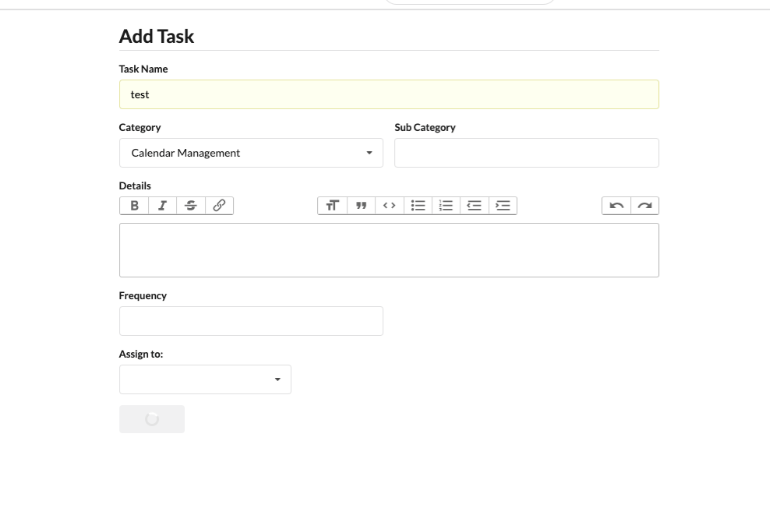 Add Task
Task Name
test
Category
Sub Category
Calendar Management
Details
B I S
Frequency
Assign to: